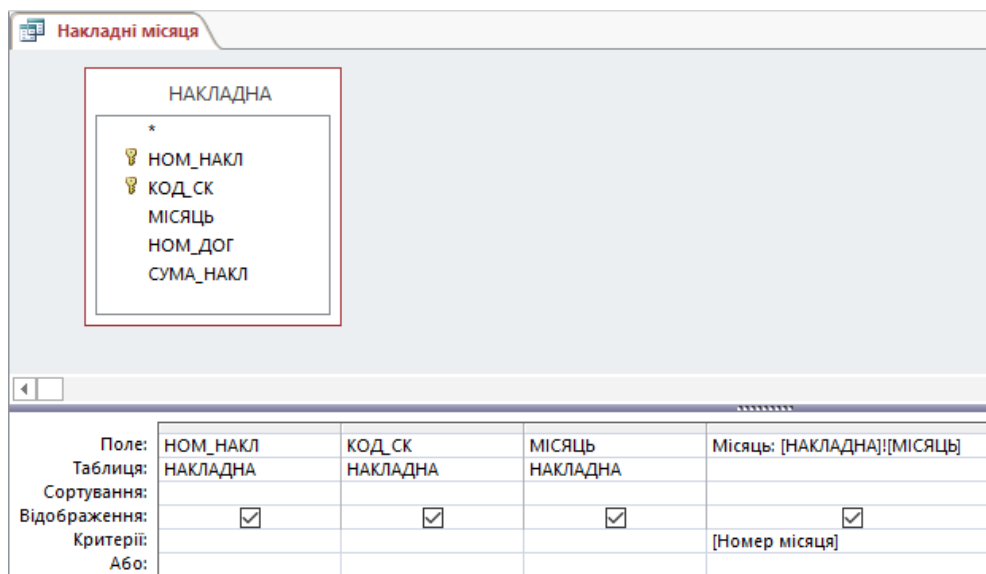 Накладні місяця
НАКЛАДНА
*
НОМ_НАКЛ
КОД_СК
МІСЯЦЬ
НОМ_ДОГ
СУМА_НАКЛ
Поле: НОМ_НАКЛ КОД_СК МІСЯЦЬ Місяць: [НАКЛАДНА]![МІСЯЦЬ]
Таблиця: НАКЛАДНА НАКЛАДНА НАКЛАДНА
Сортування:
Відображення:
Критерії: [Номер місяця]
Або: